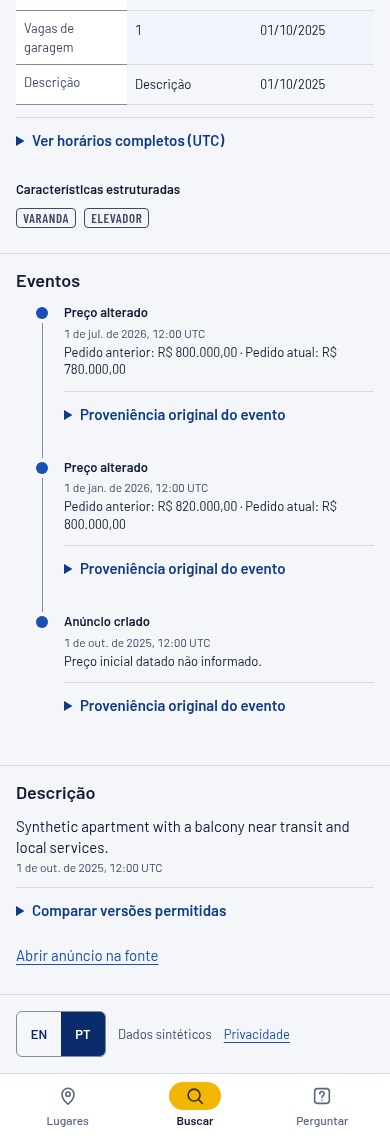 Vagas de
garagem
1
01/10/2025
Descrição
Descrição
01/10/2025
Ver horários completos (UTC)
Características estruturadas
VARANDA
ELEVADOR
Eventos
Preço alterado
1 de jul. de 2026, 12:00 UTC
Pedido anterior: R$ 800.000,00 · Pedido atual: R$
780.000,00
Proveniência original do evento
Preço alterado
1 de jan. de 2026, 12:00 UTC
Pedido anterior: R$ 820.000,00 · Pedido atual: R$
800.000,00
Proveniência original do evento
Anúncio criado
1 de out. de 2025, 12:00 UTC
Preço inicial datado não informado.
Proveniência original do evento
Descrição
Synthetic apartment with a balcony near transit and
local services.
1 de out. de 2025, 12:00 UTC
Comparar versões permitidas
Abrir anúncio na fonte
EN
PT
Dados sintéticos
Privacidade
Lugares
Buscar
Perguntar